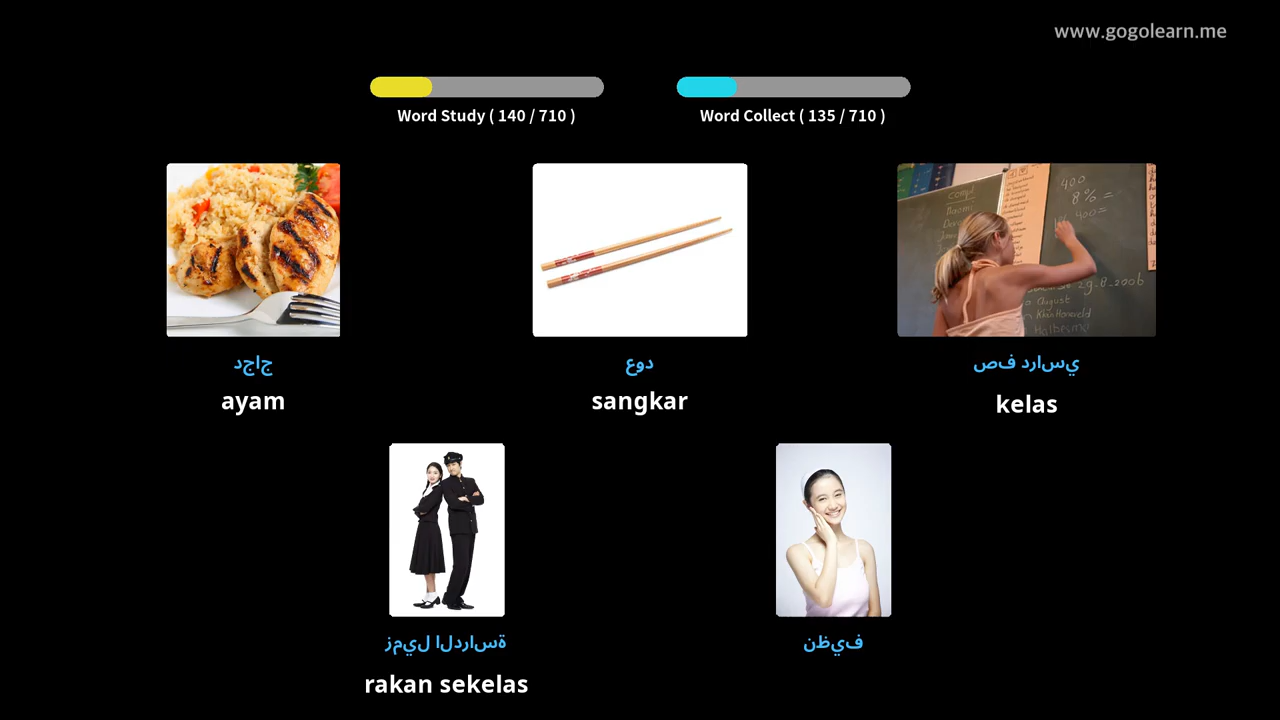 www.gogolearn.me
Word Study ( 140 / 710 )
Word Collect ( 135 / 710 )
دجاج
ayam
عود
sangkar
صف دراسي
kelas
زميل الدراسة
rakan sekelas
نظيف